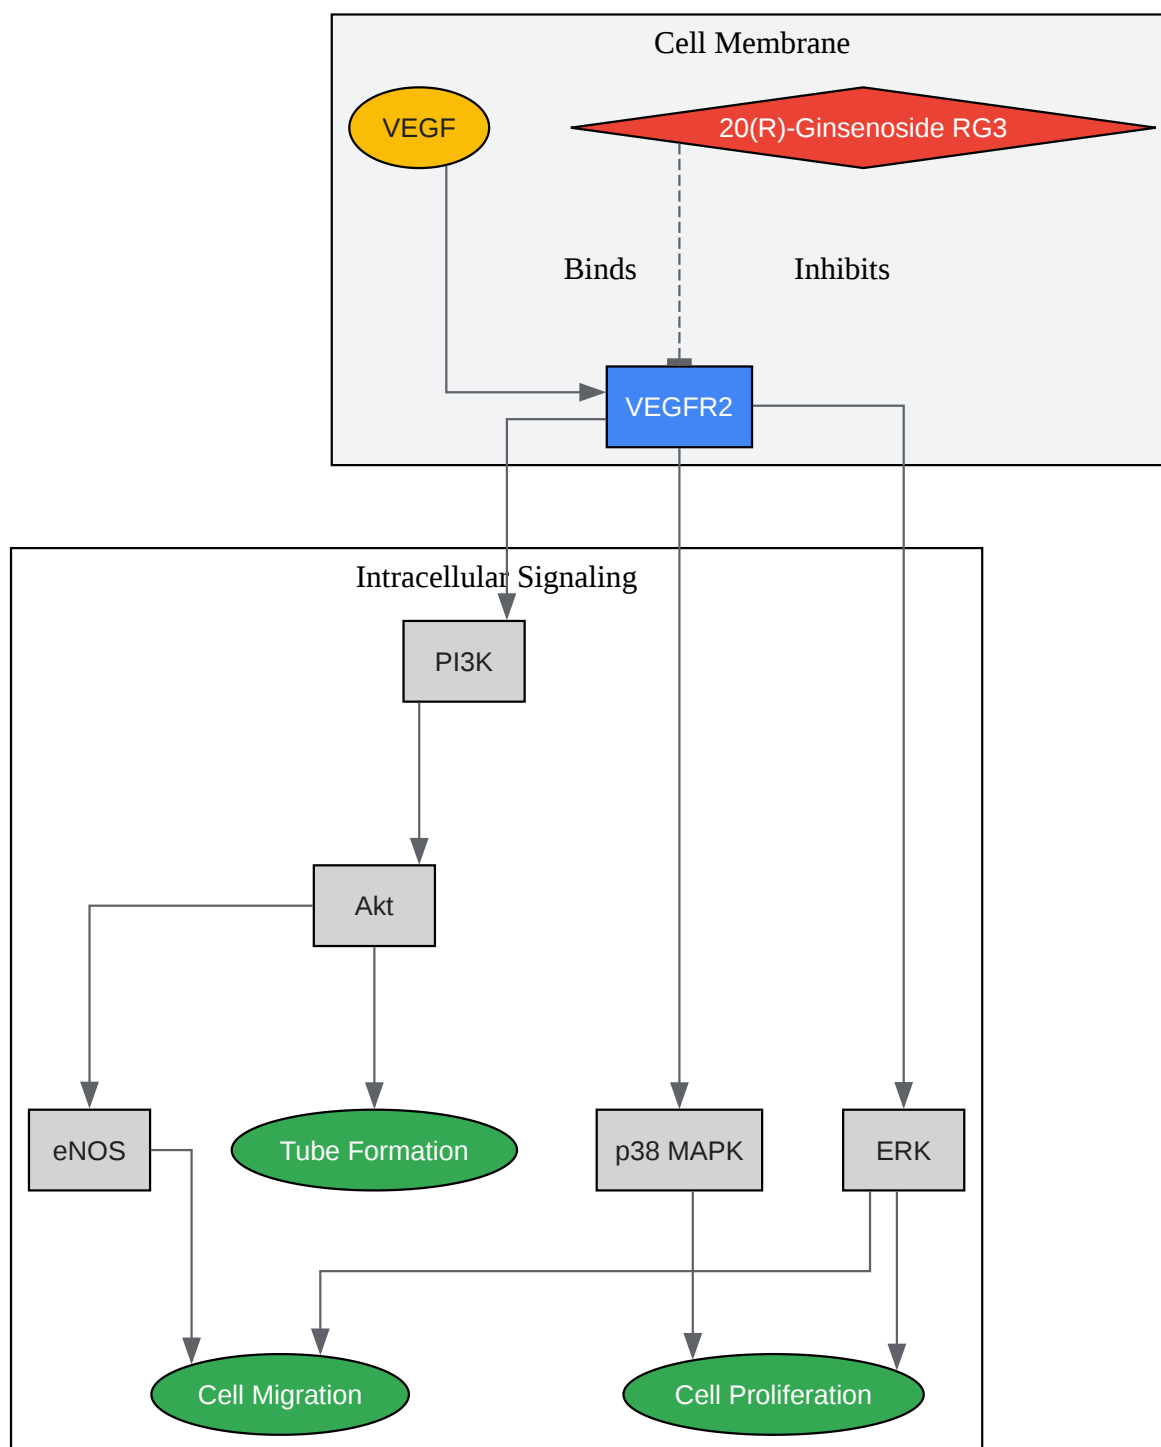 Cell Membrane
VEGF
20(R)-Ginsenoside RG3
Binds
Inhibits
VEGFR2
Intracellular Signaling
PI3K
Akt
eNOS
Tube Formation
p38 MAPK
ERK
Cell Migration
Cell Proliferation